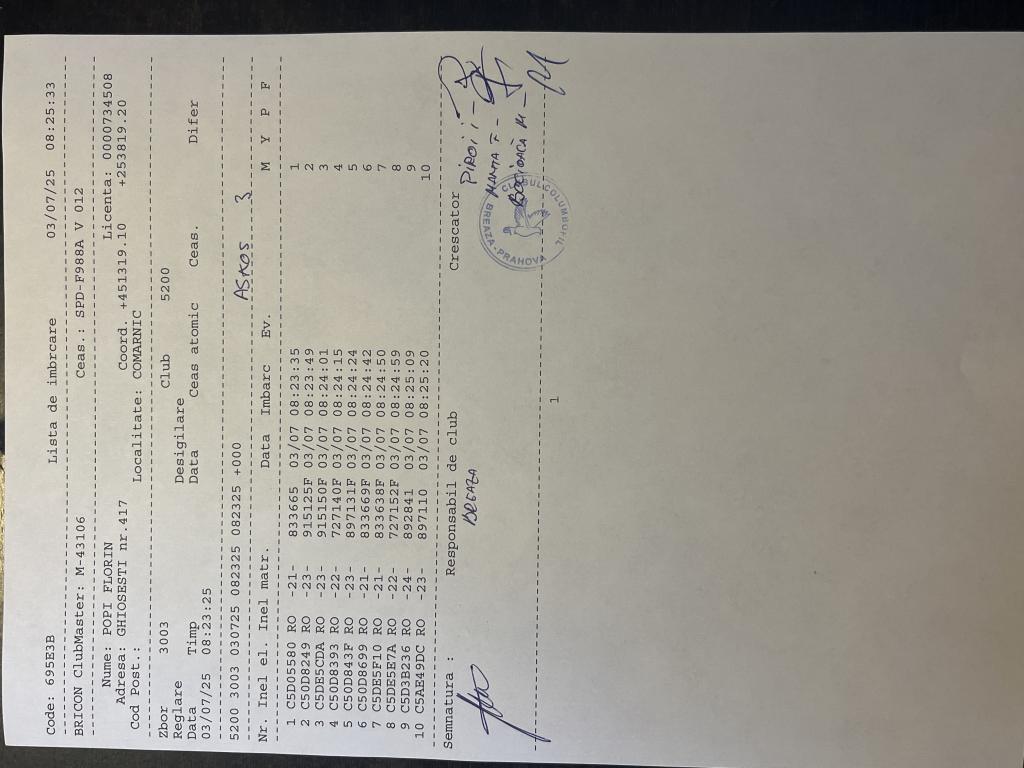 Code: 695E3B Lista de imbrcare 03/07/25 08:25:33
BRICON ClubMaster: M-43106 Ceas.: SPD-F988A V 012
Nume: POPI FLORIN Licenta: 0000734508
Adresa: GHIOSESTI nr.417 Coord. +451319.10 +253819.20
Cod Post.: Localitate: COMARNIC
Zbor 3003 Club 5200
Reglare Desigilare
Data Timp Data Ceas atomic Ceas. Difer
03/07/25 08:23:25
5200 3003 030725 082325 082325 +000 ASKOS 3
Nr. Inel el. Inel matr. Data Imbarc Ev. M Y P F
1 C5D05580 RO -21- 833665 03/07 08:23:35 1
2 C50D8249 RO -23- 915125F 03/07 08:23:49 2
3 C5DE5CDA RO -23- 915150F 03/07 08:24:01 3
4 C50D8393 RO -22- 727140F 03/07 08:24:15 4
5 C50D843F RO -23- 897131F 03/07 08:24:24 5
6 C50D8699 RO -21- 833669F 03/07 08:24:42 6
7 C5DE5F10 RO -21- 833638F 03/07 08:24:50 7
8 C5DE5E7A RO -22- 727152F 03/07 08:24:59 8
9 C5D3B236 RO -24- 892841 03/07 08:25:09 9
10 C5AE49DC RO -23- 897110 03/07 08:25:20 10
Semnatura : Responsabil de club Crescator
BREAZA PIPOI i -
MANTA F -
M -
CLUBUL COLUMBOFIL
BREAZA - PRAHOVA
1